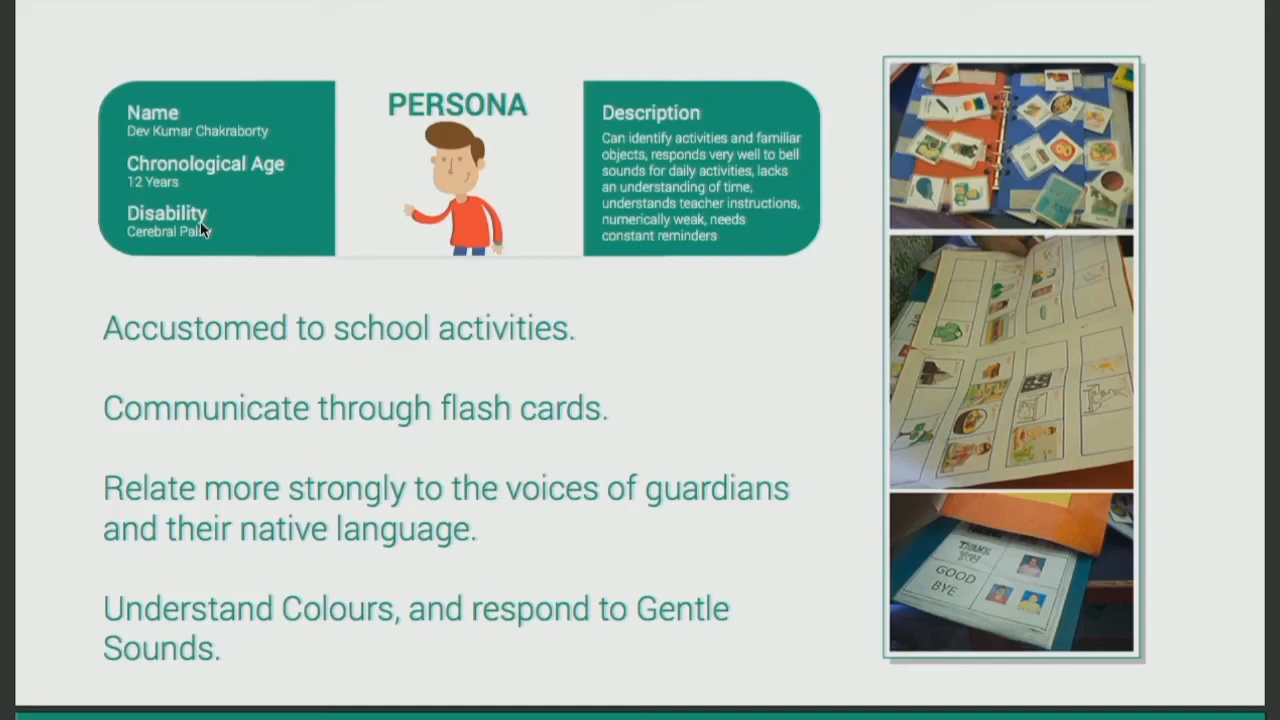 Name
Dev Kumar Chakraborty
Chronological Age
12 Years
Disability
Cerebral Palsy
PERSONA
Description
Can identify activities and familiar
objects, responds very well to bell
sounds for daily activities, lacks
an understanding of time,
understands teacher instructions,
numerically weak, needs
constant reminders
Accustomed to school activities.
Communicate through flash cards.
Relate more strongly to the voices of guardians
and their native language.
Understand Colours, and respond to Gentle
Sounds.
THANK
YOU
GOOD
BYE